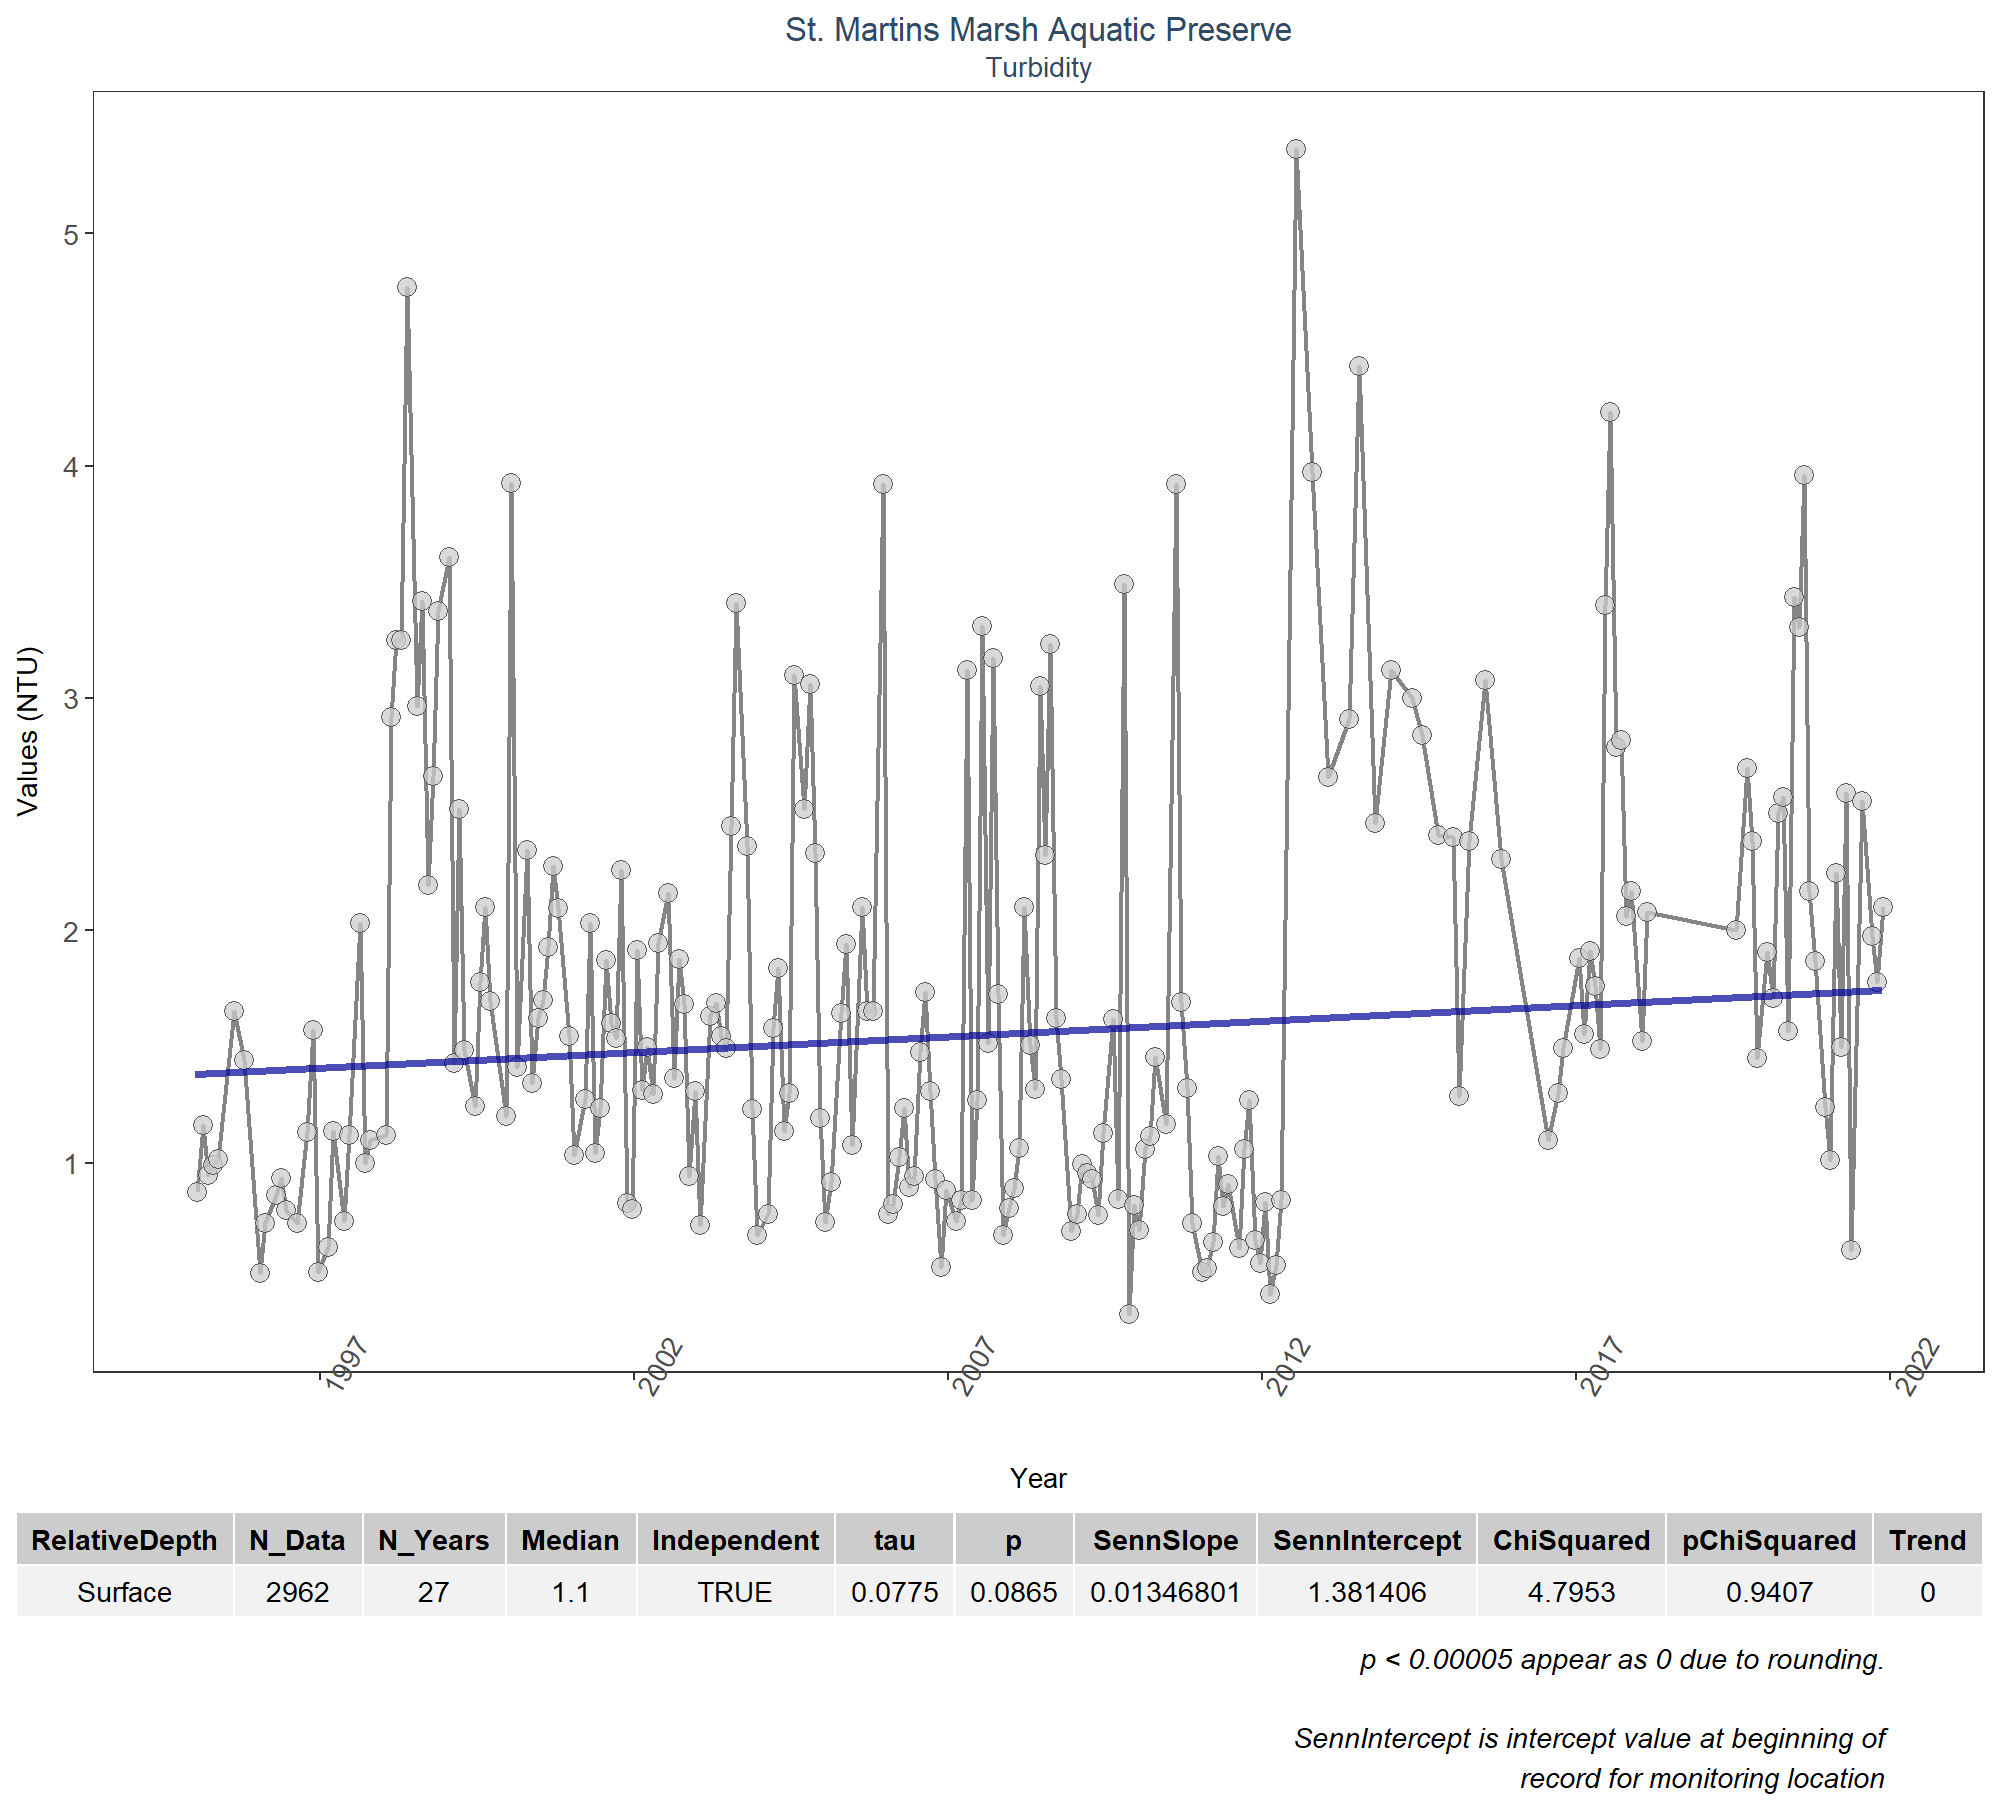 St. Martins Marsh Aquatic Preserve
Turbidity
Values (NTU)
5
4
3
2
1
1997 2002 2007 2012 2017 2022
Year
RelativeDepth N_Data N_Years Median Independent tau p SennSlope SennIntercept ChiSquared pChiSquared Trend
Surface 2962 27 1.1 TRUE 0.0775 0.0865 0.01346801 1.381406 4.7953 0.9407 0
p < 0.00005 appear as 0 due to rounding.
SennIntercept is intercept value at beginning of
record for monitoring location